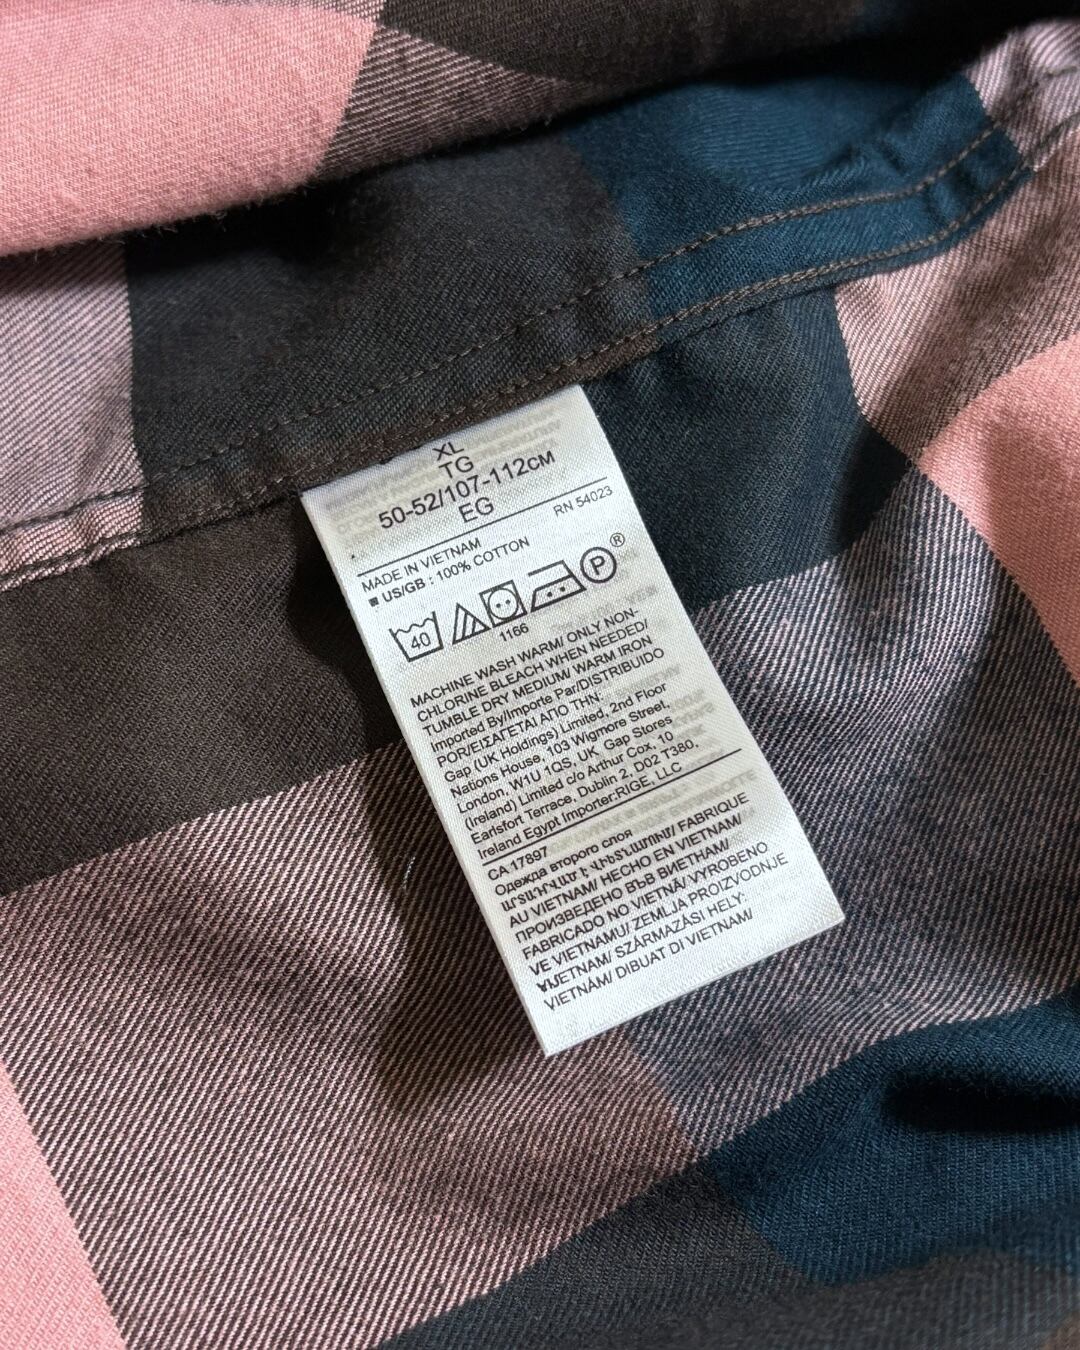 XL
TG
50-52/107-112см
EG
RN 54023
MADE IN VIETNAM
■ US/GB : 100% COTTON
40 P ®
1166
MACHINE WASH WARM/ ONLY NON-
CHLORINE BLEACH WHEN NEEDED/
TUMBLE DRY MEDIUM/ WARM IRON
Imported By/Importe Par/DISTRIBUIDO
POR/ΕΙΣΑΓΕΤΑΙ ΑΠΟ ΤΗΝ:
Gap (UK Holdings) Limited, 2nd Floor
Nations House, 103 Wigmore Street,
London, W1U 1QS, UK, Gap Stores
(Ireland) Limited c/o Arthur Cox, 10
Earlsfort Terrace, Dublin 2, D02 T380,
Ireland Egypt Importer:RIGE, LLC
CA 17897
Одежда второго слоя
ԱՐՏԱԴՎԱԾ Է ՎԻԵՏՆԱՄՈՒՄ/ FABRIQUÉ
AU VIETNAM/ HECHO EN VIETNAM/
ПРОИЗВЕДЕНО ВЪВ ВИЕТНАМ/
FABRICADO NO VIETNÃ/ VYROBENO
VE VIETNAMU/ ZEMLJA PROIZVODNJE
VIJETNAM/ SZÁRMAZÁSI HELY:
VIETNÁM/ DIBUAT DI VIETNAM/